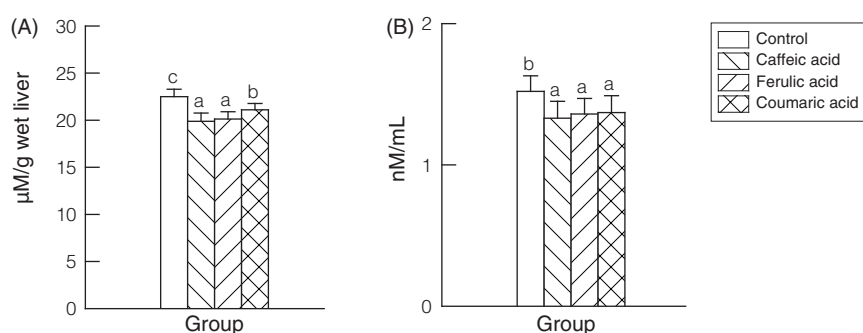 (A)
µM/g wet liver
30
25
20
15
10
5
0
c
a
a
b
Group
(B)
nM/mL
2
1
0
b
a
a
a
Group
Control
Caffeic acid
Ferulic acid
Coumaric acid